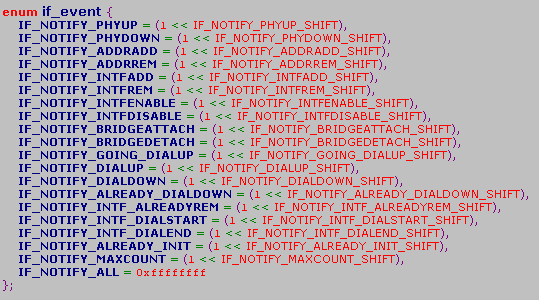 enum if_event {
IF_NOTIFY_PHYUP = (1 << IF_NOTIFY_PHYUP_SHIFT),
IF_NOTIFY_PHYDOWN = (1 << IF_NOTIFY_PHYDOWN_SHIFT),
IF_NOTIFY_ADDRADD = (1 << IF_NOTIFY_ADDRADD_SHIFT),
IF_NOTIFY_ADDRREM = (1 << IF_NOTIFY_ADDRREM_SHIFT),
IF_NOTIFY_INTFADD = (1 << IF_NOTIFY_INTFADD_SHIFT),
IF_NOTIFY_INTFREM = (1 << IF_NOTIFY_INTFREM_SHIFT),
IF_NOTIFY_INTFENABLE = (1 << IF_NOTIFY_INTFENABLE_SHIFT),
IF_NOTIFY_INTFDISABLE = (1 << IF_NOTIFY_INTFDISABLE_SHIFT),
IF_NOTIFY_BRIDGEATTACH = (1 << IF_NOTIFY_BRIDGEATTACH_SHIFT),
IF_NOTIFY_BRIDGEDETACH = (1 << IF_NOTIFY_BRIDGEDETACH_SHIFT),
IF_NOTIFY_GOING_DIALUP = (1 << IF_NOTIFY_GOING_DIALUP_SHIFT),
IF_NOTIFY_DIALUP = (1 << IF_NOTIFY_DIALUP_SHIFT),
IF_NOTIFY_DIALDOWN = (1 << IF_NOTIFY_DIALDOWN_SHIFT),
IF_NOTIFY_ALREADY_DIALDOWN = (1 << IF_NOTIFY_ALREADY_DIALDOWN_SHIFT),
IF_NOTIFY_INTF_ALREADYREM = (1 << IF_NOTIFY_INTF_ALREADYREM_SHIFT),
IF_NOTIFY_INTF_DIALSTART = (1 << IF_NOTIFY_INTF_DIALSTART_SHIFT),
IF_NOTIFY_INTF_DIALEND = (1 << IF_NOTIFY_INTF_DIALEND_SHIFT),
IF_NOTIFY_ALREADY_INIT = (1 << IF_NOTIFY_ALREADY_INIT_SHIFT),
IF_NOTIFY_MAXCOUNT = (1 << IF_NOTIFY_MAXCOUNT_SHIFT),
IF_NOTIFY_ALL = 0xffffffff
};